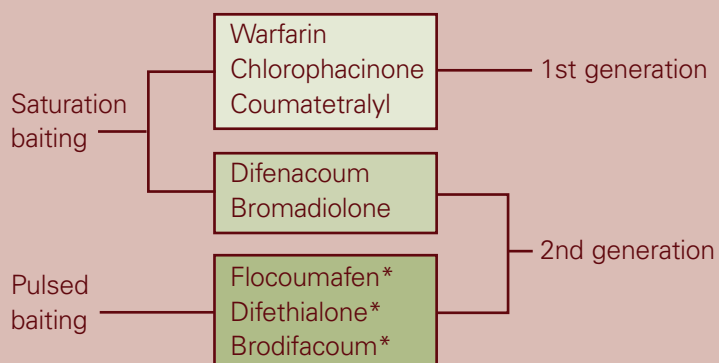 Warfarin
Chlorophacinone
Coumatetralyl
1st generation
Saturation
baiting
Difenacoum
Bromadiolone
2nd generation
Pulsed
baiting
Flocoumafen*
Difethialone*
Brodifacoum*